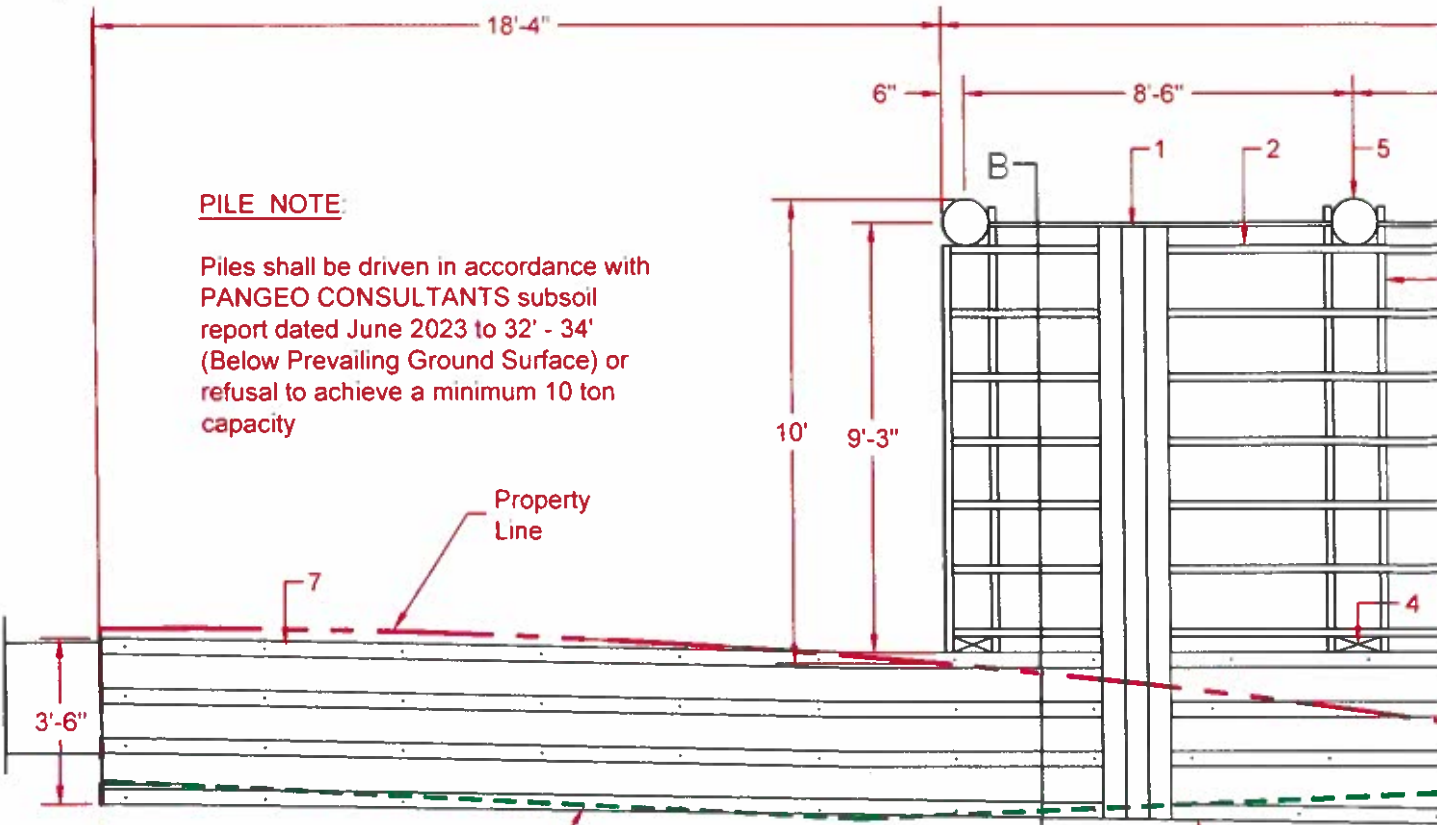 18'-4"
6"
8'-6"
B
1
2
5
PILE NOTE:
Piles shall be driven in accordance with
PANGEO CONSULTANTS subsoil
report dated June 2023 to 32' - 34'
(Below Prevailing Ground Surface) or
refusal to achieve a minimum 10 ton
capacity
10'
9'-3"
Property
Line
7
4
3'-6"